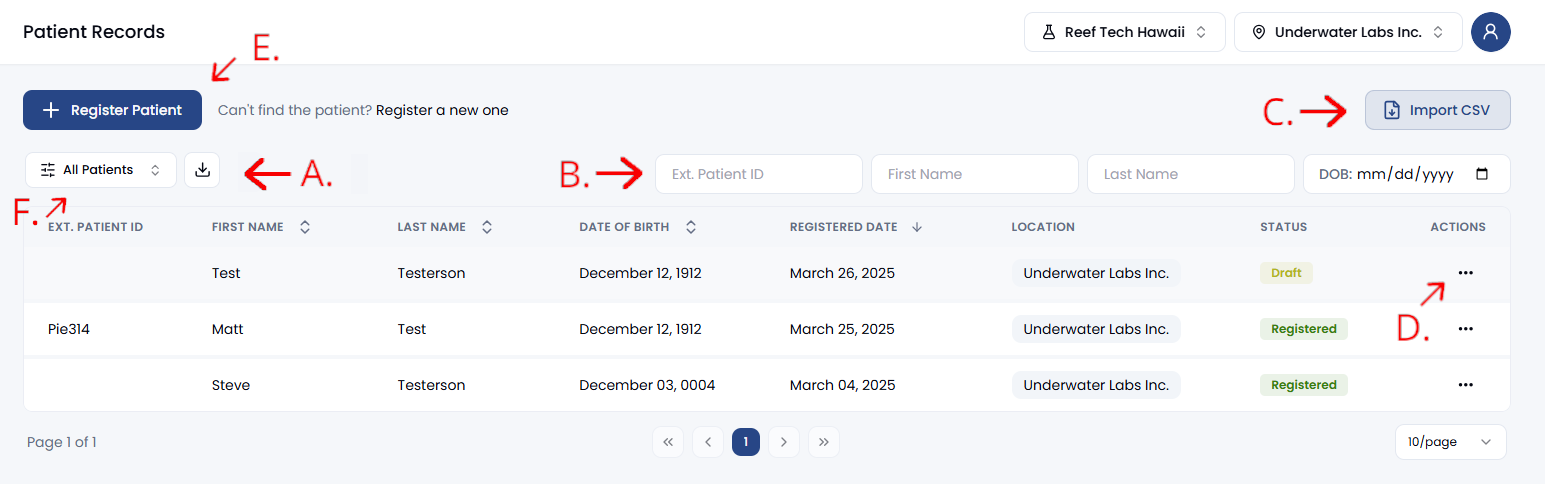 Patient Records
Reef Tech Hawaii
Underwater Labs Inc.
E.
Register Patient
Can't find the patient? Register a new one
C.
Import CSV
All Patients
A.
B.
Ext. Patient ID
First Name
Last Name
DOB: mm/dd/yyyy
F.
EXT. PATIENT ID FIRST NAME LAST NAME DATE OF BIRTH REGISTERED DATE LOCATION STATUS ACTIONS
Test Testerson December 12, 1912 March 26, 2025 Underwater Labs Inc. Draft
D.
Pie314 Matt Test December 12, 1912 March 25, 2025 Underwater Labs Inc. Registered
Steve Testerson December 03, 0004 March 04, 2025 Underwater Labs Inc. Registered
Page 1 of 1
1
10/page